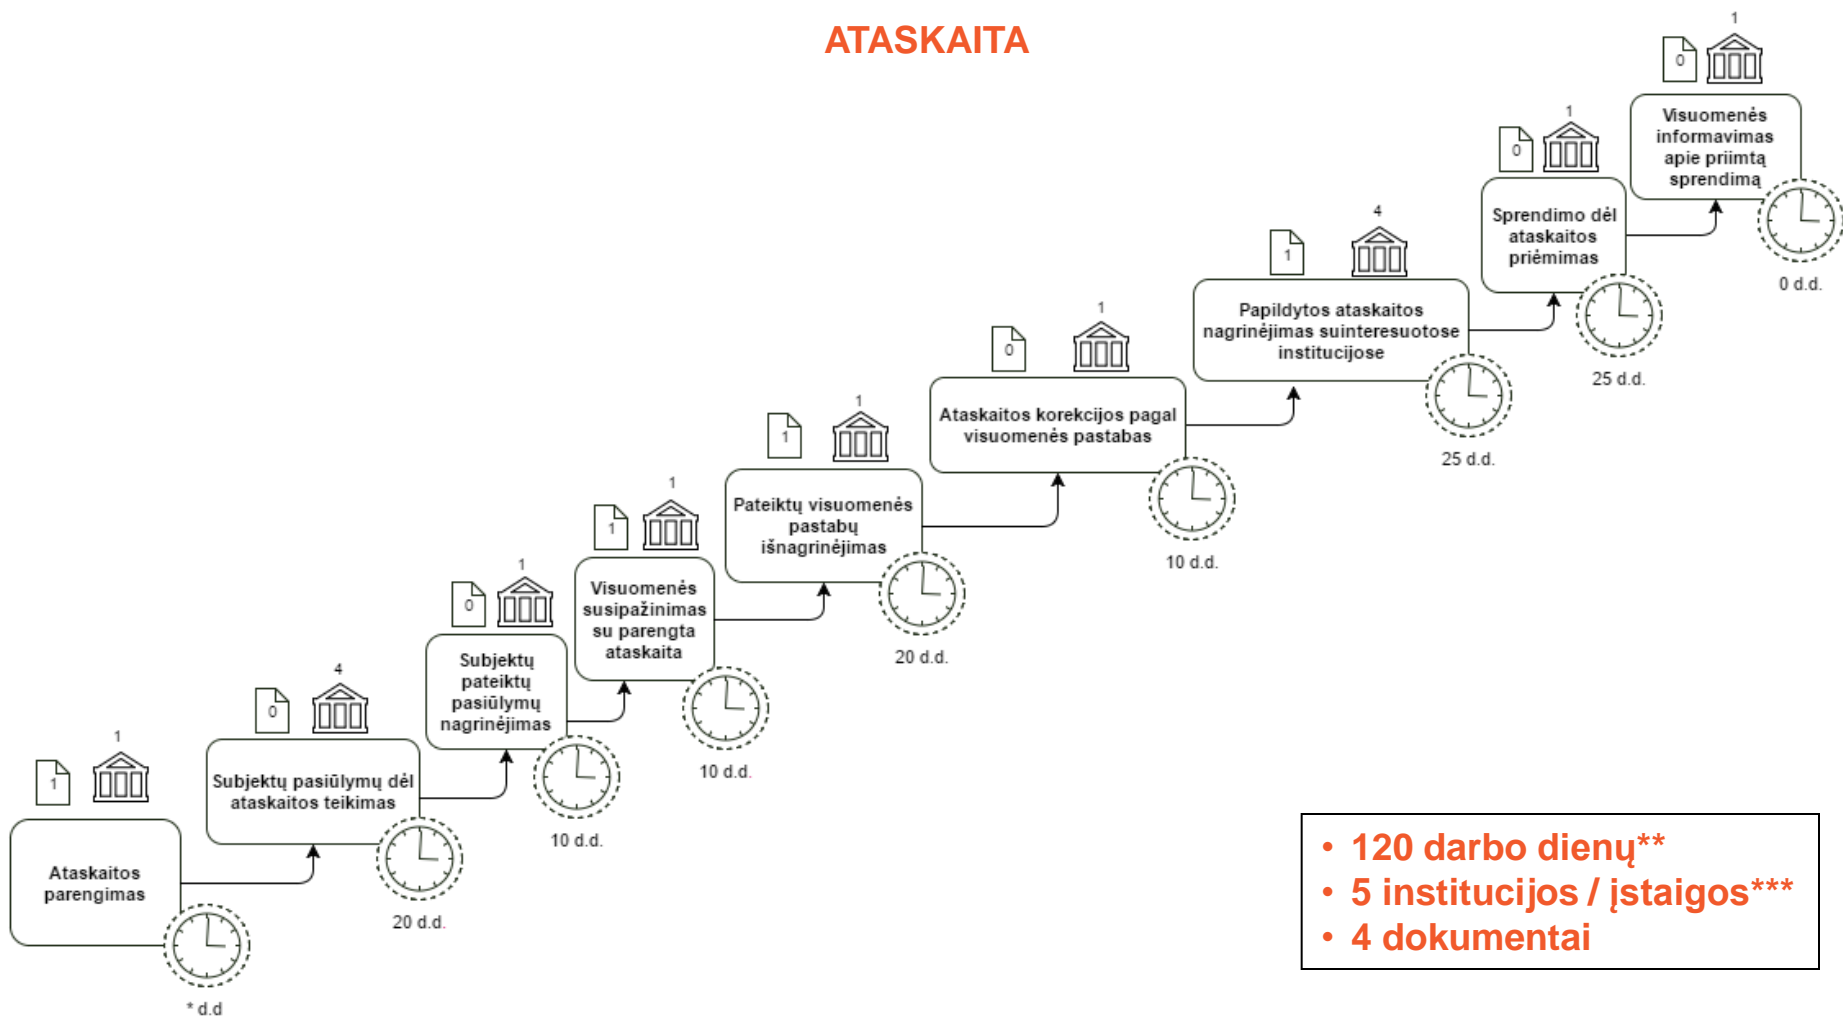 ATASKAITA
1
1
Ataskaitos
parengimas
* d.d
0
4
Subjektų pasiūlymų dėl
ataskaitos teikimas
20 d.d.
0
1
Subjektų
pateiktų
pasiūlymų
nagrinėjimas
10 d.d.
1
1
Visuomenės
susipažinimas
su parengta
ataskaita
10 d.d.
1
1
Pateiktų visuomenės
pastabų
išnagrinėjimas
20 d.d.
0
1
Ataskaitos korekcijos pagal
visuomenės pastabas
10 d.d.
1
4
Papildytos ataskaitos
nagrinėjimas suinteresuotose
institucijose
25 d.d.
0
1
Sprendimo dėl
ataskaitos
priėmimas
25 d.d.
0
1
Visuomenės
informavimas
apie priimtą
sprendimą
0 d.d.
• 120 darbo dienų**
• 5 institucijos / įstaigos***
• 4 dokumentai